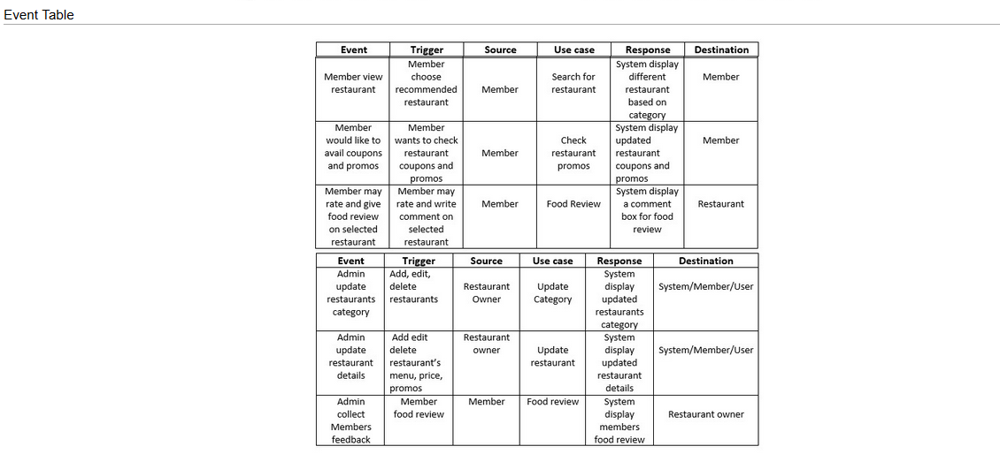 Event Table
Event Trigger Source Use case Response Destination
Member view
restaurant
Member
choose
recommended
restaurant
Member
Search for
restaurant
System display
different
restaurant
based on
category
Member
Member
would like to
avail coupons
and promos
Member
wants to check
restaurant
coupons and
promos
Member
Check
restaurant
promos
System display
updated
restaurant
coupons and
promos
Member
Member may
rate and give
food review
on selected
restaurant
Member may
rate and write
comment on
selected
restaurant
Member
Food Review
System display
a comment
box for food
review
Restaurant
Event Trigger Source Use case Response Destination
Admin
update
restaurants
category
Add, edit,
delete
restaurants
Restaurant
Owner
Update
Category
System
display
updated
restaurants
category
System/Member/User
Admin
update
restaurant
details
Add edit
delete
restaurant's
menu, price,
promos
Restaurant
owner
Update
restaurant
System
display
updated
restaurant
details
System/Member/User
Admin
collect
Members
feedback
Member
food review
Member
Food review
System
display
members
food review
Restaurant owner